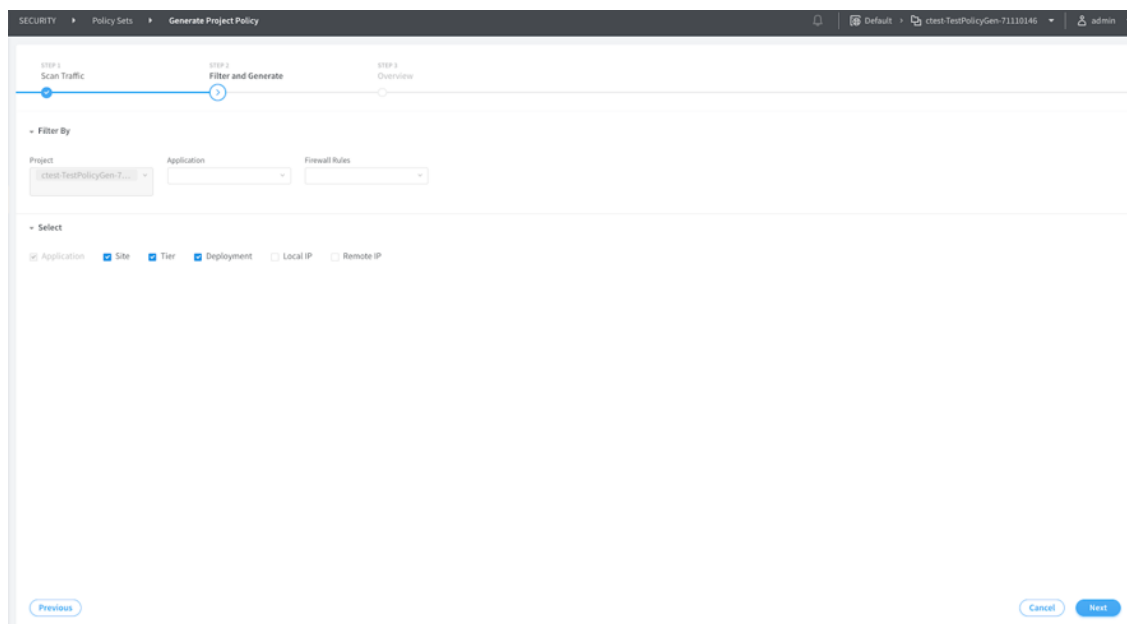 SECURITY Policy Sets Generate Project Policy Default ctest-TestPolicyGen-71110146 admin
STEP 1 STEP 2 STEP 3
Scan Traffic Filter and Generate Overview
Filter By
Project Application Firewall Rules
ctest-TestPolicyGen-7....
Select
Application Site Tier Deployment Local IP Remote IP
Previous Cancel Next